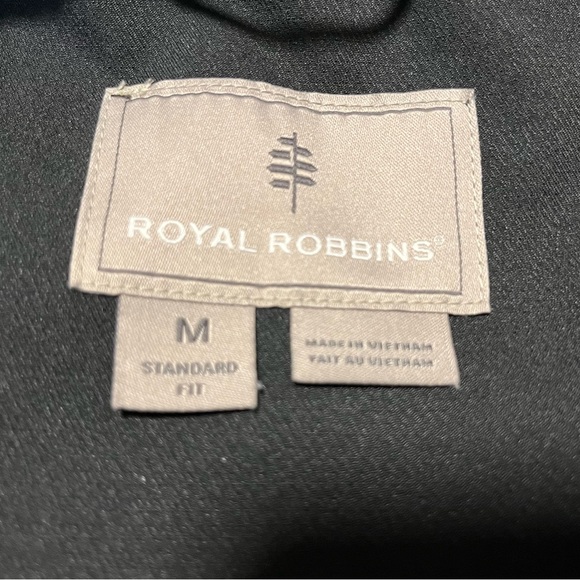 ROYAL ROBBINS®
M
STANDARD
FIT
MADE IN VIETNAM
FAIT AU VIETNAM